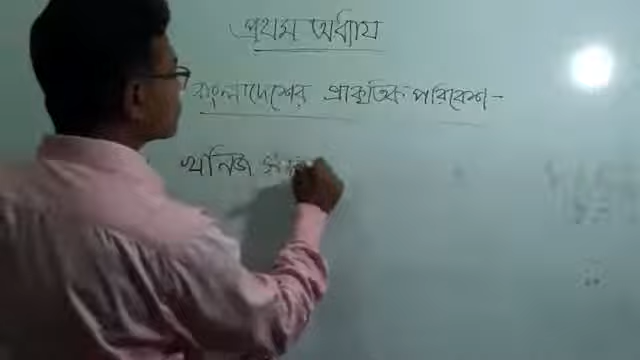 প্রথম অধ্যায়
বাংলাদেশের প্রাকৃতিক পরিবেশ -
খনিজ